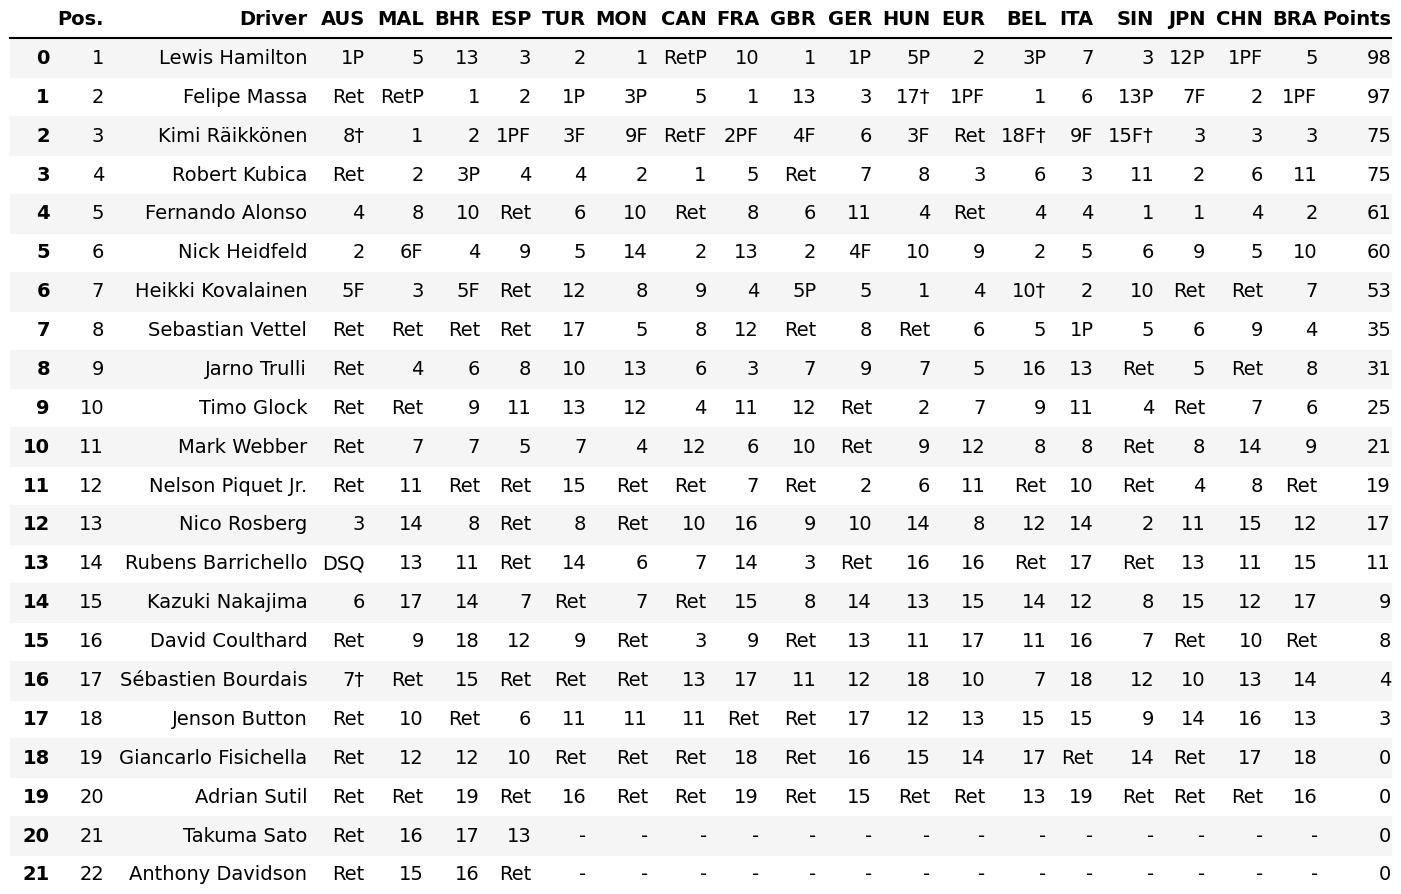 Pos. Driver AUS MAL BHR ESP TUR MON CAN FRA GBR GER HUN EUR BEL ITA SIN JPN CHN BRA Points
0 1 Lewis Hamilton 1P 5 13 3 2 1 RetP 10 1 1P 5P 2 3P 7 3 12P 1PF 5 98
1 2 Felipe Massa Ret RetP 1 2 1P 3P 5 1 13 3 17† 1PF 1 6 13P 7F 2 1PF 97
2 3 Kimi Räikkönen 8† 1 2 1PF 3F 9F RetF 2PF 4F 6 3F Ret 18F† 9F 15F† 3 3 3 75
3 4 Robert Kubica Ret 2 3P 4 4 2 1 5 Ret 7 8 3 6 3 11 2 6 11 75
4 5 Fernando Alonso 4 8 10 Ret 6 10 Ret 8 6 11 4 Ret 4 4 1 1 4 2 61
5 6 Nick Heidfeld 2 6F 4 9 5 14 2 13 2 4F 10 9 2 5 6 9 5 10 60
6 7 Heikki Kovalainen 5F 3 5F Ret 12 8 9 4 5P 5 1 4 10† 2 10 Ret Ret 7 53
7 8 Sebastian Vettel Ret Ret Ret Ret 17 5 8 12 Ret 8 Ret 6 5 1P 5 6 9 4 35
8 9 Jarno Trulli Ret 4 6 8 10 13 6 3 7 9 7 5 16 13 Ret 5 Ret 8 31
9 10 Timo Glock Ret Ret 9 11 13 12 4 11 12 Ret 2 7 9 11 4 Ret 7 6 25
10 11 Mark Webber Ret 7 7 5 7 4 12 6 10 Ret 9 12 8 8 Ret 8 14 9 21
11 12 Nelson Piquet Jr. Ret 11 Ret Ret 15 Ret Ret 7 Ret 2 6 11 Ret 10 Ret 4 8 Ret 19
12 13 Nico Rosberg 3 14 8 Ret 8 Ret 10 16 9 10 14 8 12 14 2 11 15 12 17
13 14 Rubens Barrichello DSQ 13 11 Ret 14 6 7 14 3 Ret 16 16 Ret 17 Ret 13 11 15 11
14 15 Kazuki Nakajima 6 17 14 7 Ret 7 Ret 15 8 14 13 15 14 12 8 15 12 17 9
15 16 David Coulthard Ret 9 18 12 9 Ret 3 9 Ret 13 11 17 11 16 7 Ret 10 Ret 8
16 17 Sébastien Bourdais 7† Ret 15 Ret Ret Ret 13 17 11 12 18 10 7 18 12 10 13 14 4
17 18 Jenson Button Ret 10 Ret 6 11 11 11 Ret Ret 17 12 13 15 15 9 14 16 13 3
18 19 Giancarlo Fisichella Ret 12 12 10 Ret Ret Ret 18 Ret 16 15 14 17 Ret 14 Ret 17 18 0
19 20 Adrian Sutil Ret Ret 19 Ret 16 Ret Ret 19 Ret 15 Ret Ret 13 19 Ret Ret Ret 16 0
20 21 Takuma Sato Ret 16 17 13 - - - - - - - - - - - - - - 0
21 22 Anthony Davidson Ret 15 16 Ret - - - - - - - - - - - - - - 0